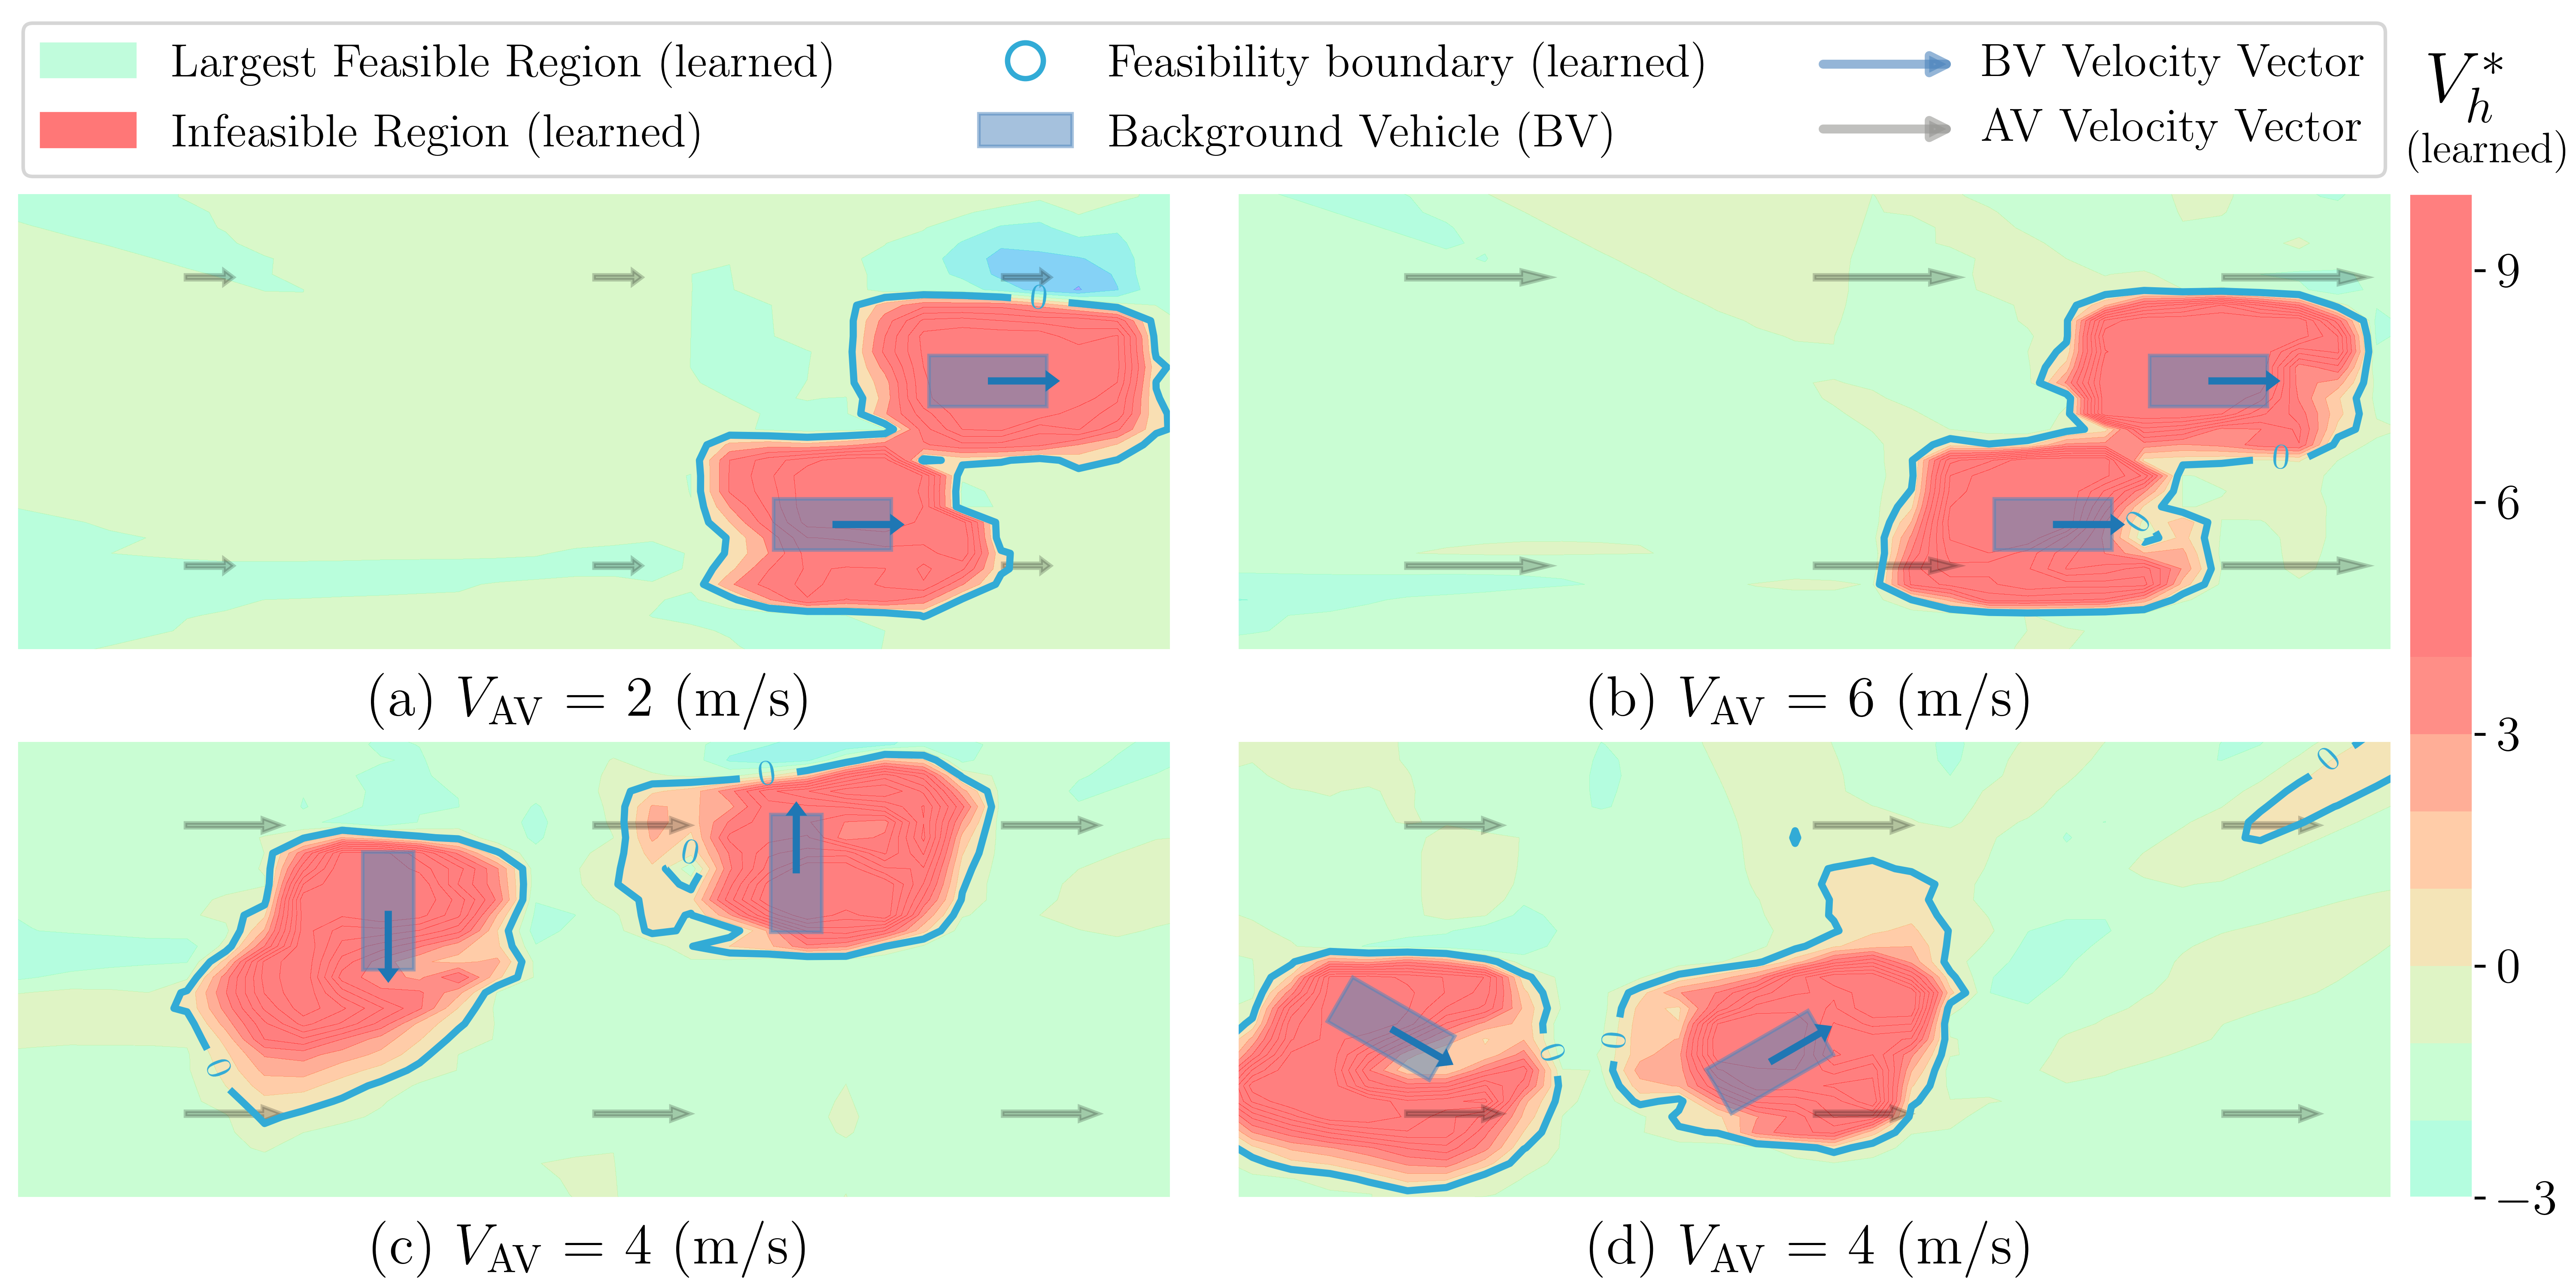 Largest Feasible Region (learned)
Infeasible Region (learned)
Feasibility boundary (learned)
Background Vehicle (BV)
BV Velocity Vector
AV Velocity Vector
V*h
(learned)
9
6
3
0
−3
0
(a) VAV = 2 (m/s)
0
0
(b) VAV = 6 (m/s)
0
0
0
(c) VAV = 4 (m/s)
0
0
0
(d) VAV = 4 (m/s)